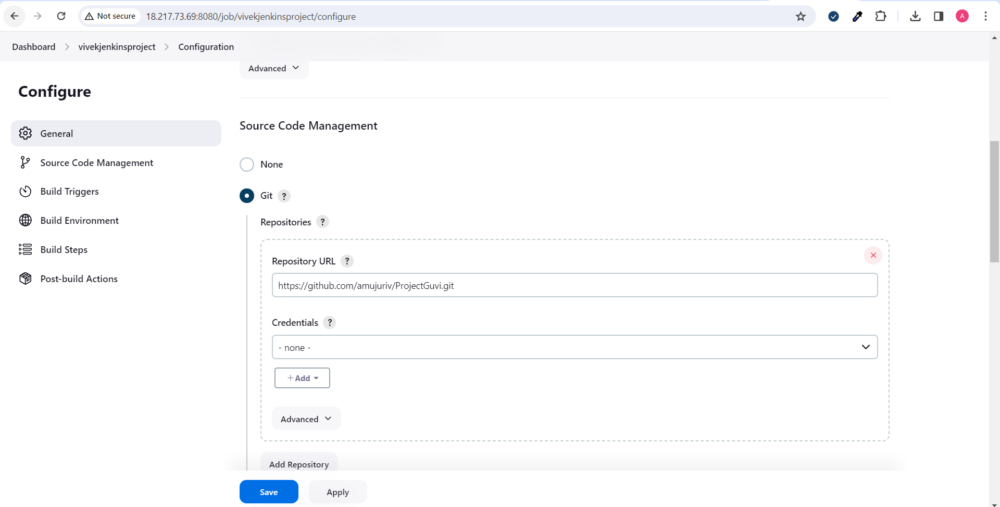 Not secure 18.217.73.69:8080/job/vivekjenkinsproject/configure A
Dashboard vivekjenkinsproject Configuration
Advanced
Configure
General
Source Code Management
Build Triggers
Build Environment
Build Steps
Post-build Actions
Source Code Management
None
Git ?
Repositories ?
Repository URL ?
https://github.com/amujuriv/ProjectGuvi.git
Credentials ?
- none -
+ Add
Advanced
Add Repository
Save Apply